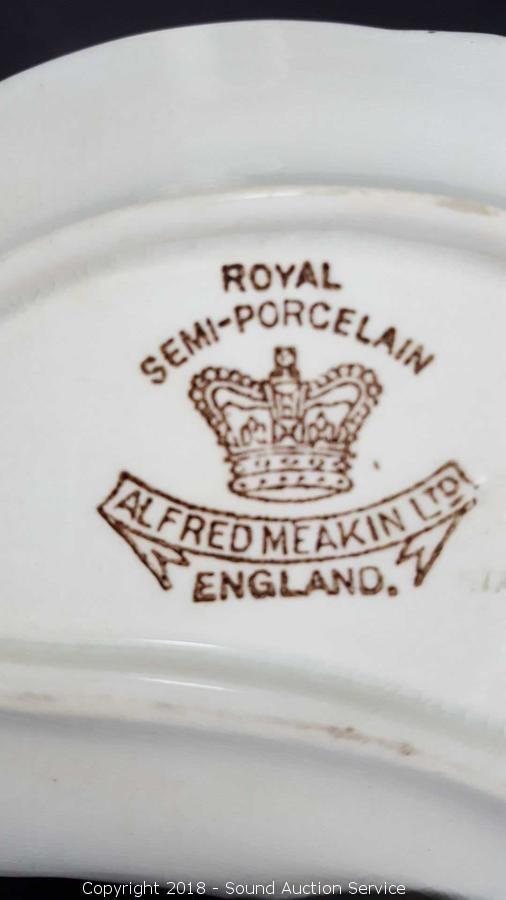 ROYAL
SEMI-PORCELAIN
ALFRED MEAKIN LTD
ENGLAND.
Copyright 2018 - Sound Auction Service